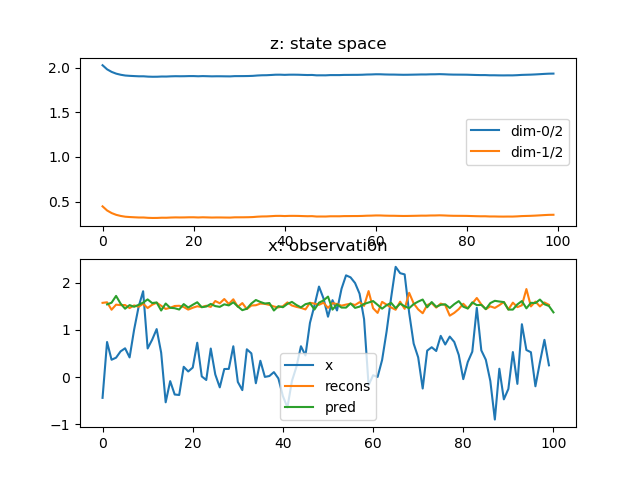 z: state space
2.0
1.5
1.0
0.5
dim-0/2
dim-1/2
0 20 40 60 80 100
x: observation
2
1
0
−1
x
recons
pred
0 20 40 60 80 100